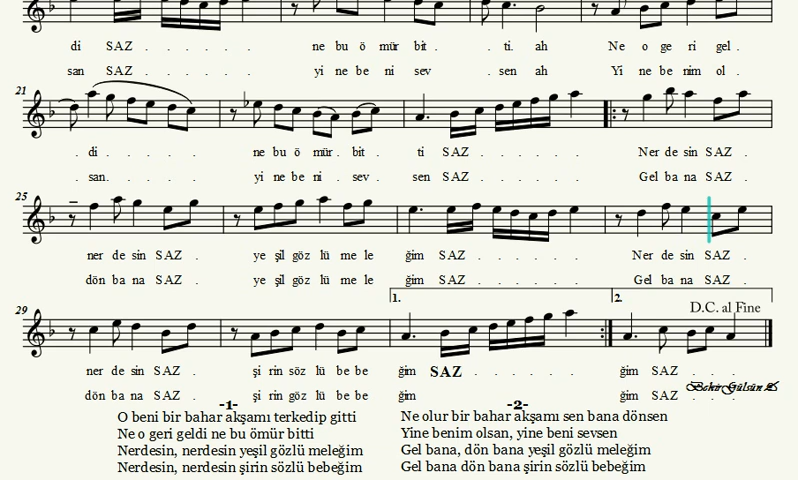 di SAZ . . . . . ne bu ö mür bit . . ti. ah Ne o ge ri gel .
san SAZ . . . . . yi ne be ni sev . . sen ah Yi ne be nim ol .
21
. di . . . . . ne bu ö mür . bit . ti SAZ . . . . . Ner de sin SAZ .
. san. . . . . yi ne be ni . sev . sen SAZ . . . . . Gel ba na SAZ .
25
ner de sin SAZ . ye şil göz lü me le ğim SAZ . . . . . Ner de sin SAZ .
dön ba na SAZ . ye şil göz lü me le ğim SAZ . . . . . Gel ba na SAZ .
1. 2.
D.C. al Fine
29
ner de sin SAZ . şi rin söz lü be be ğim SAZ . . . . . ğim SAZ . . .
dön ba na SAZ . şi rin söz lü be be ğim . . . . . ğim SAZ . . .
Bekir Gülsün
-1-
O beni bir bahar akşamı terkedip gitti
Ne o geri geldi ne bu ömür bitti
Nerdesin, nerdesin yeşil gözlü meleğim
Nerdesin, nerdesin şirin sözlü bebeğim
-2-
Ne olur bir bahar akşamı sen bana dönsen
Yine benim olsan, yine beni sevsen
Gel bana, dön bana yeşil gözlü meleğim
Gel bana dön bana şirin sözlü bebeğim